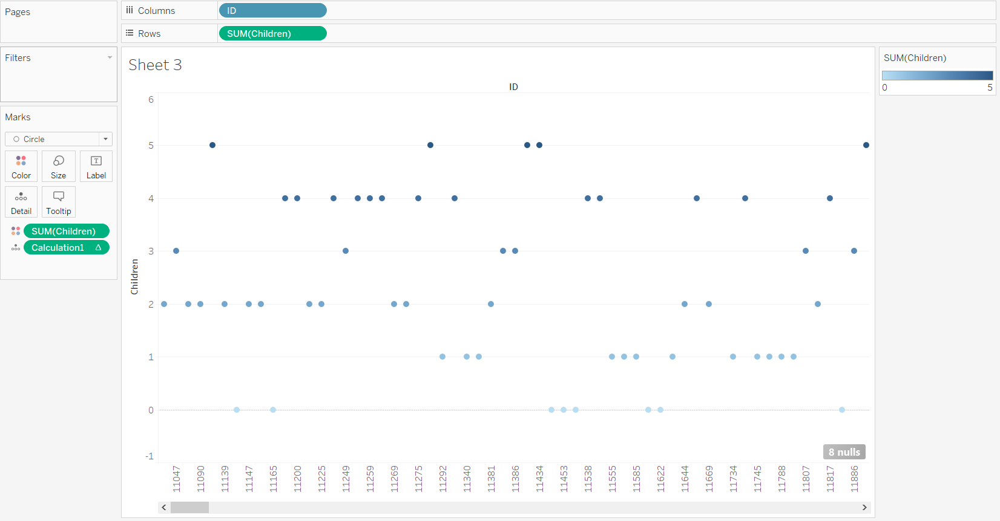 Pages
Columns
ID
Rows
SUM(Children)
Filters
Marks
Circle
Color
Size
Label
Detail
Tooltip
SUM(Children)
Calculation1 Δ
Sheet 3
ID
6
5
4
3
2
1
0
-1
Children
8 nulls
11047
11090
11139
11147
11165
11200
11225
11249
11259
11269
11275
11292
11340
11381
11386
11434
11453
11538
11555
11585
11622
11644
11669
11734
11745
11788
11807
11817
11886
SUM(Children)
0 5